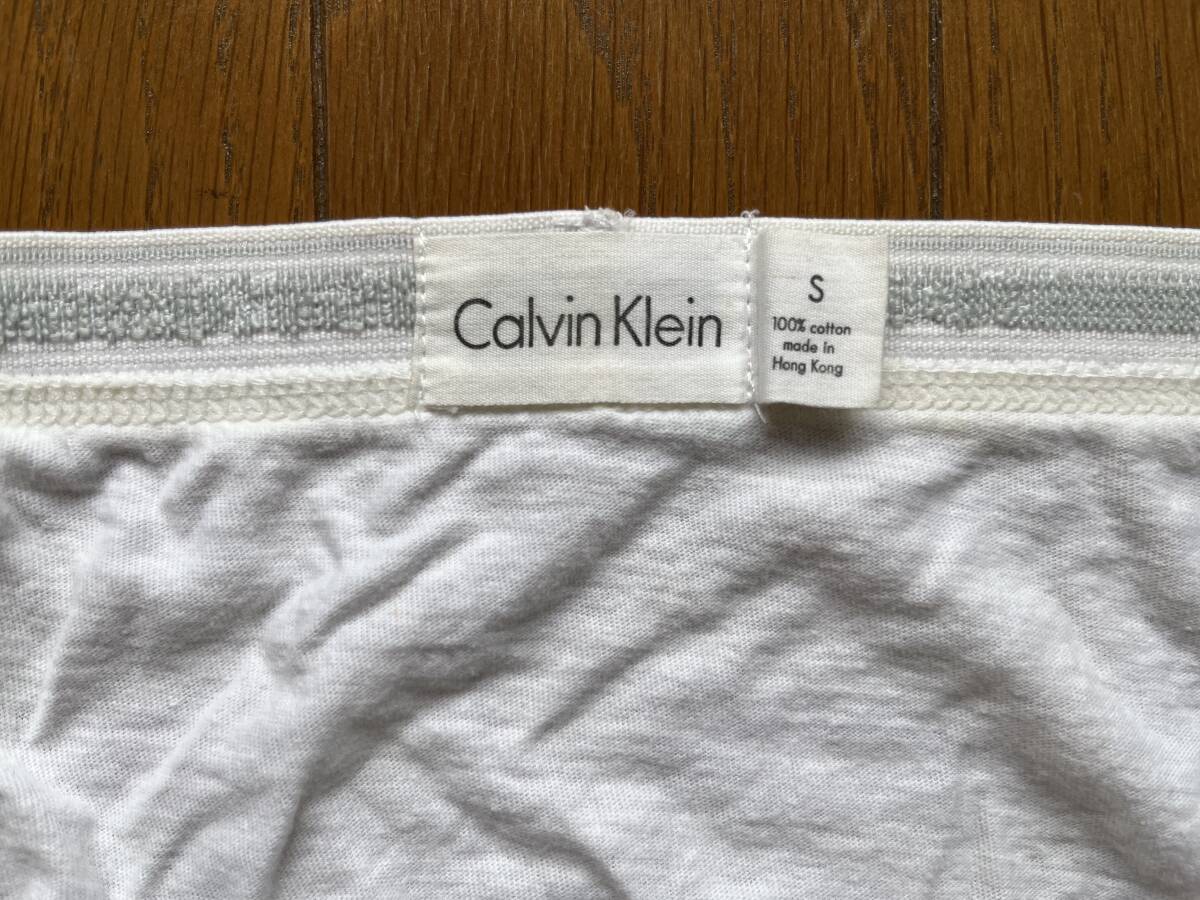 Calvin Klein
S
100% cotton
made in
Hong Kong